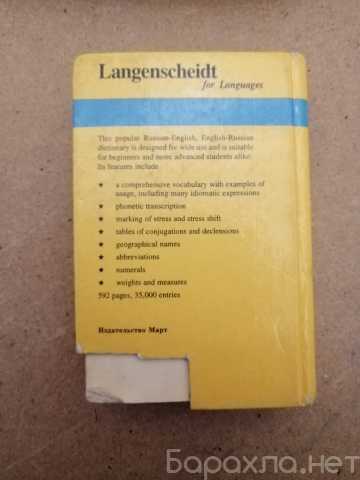 Langenscheidt
for Languages
This popular Russian-English, English-Russian
dictionary is designed for wide use and is suitable
for beginners and more advanced students alike.
Its features include
★ a comprehensive vocabulary with examples of
usage, including many idiomatic expressions
★ phonetic transcription
★ marking of stress and stress shift
★ tables of conjugations and declensions
★ geographical names
★ abbreviations
★ numerals
★ weights and measures
592 pages, 35,000 entries
Издательство Март
Барахла.нет